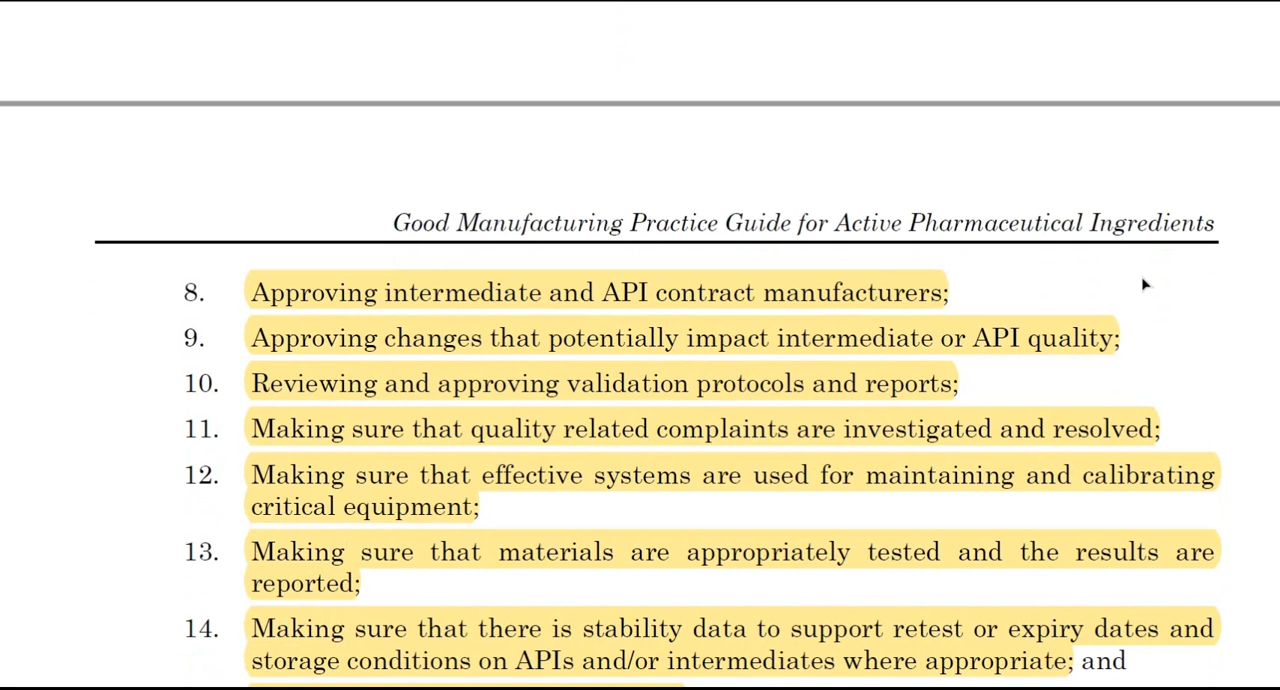 Good Manufacturing Practice Guide for Active Pharmaceutical Ingredients
8. Approving intermediate and API contract manufacturers;
9. Approving changes that potentially impact intermediate or API quality;
10. Reviewing and approving validation protocols and reports;
11. Making sure that quality related complaints are investigated and resolved;
12. Making sure that effective systems are used for maintaining and calibrating
critical equipment;
13. Making sure that materials are appropriately tested and the results are
reported;
14. Making sure that there is stability data to support retest or expiry dates and
storage conditions on APIs and/or intermediates where appropriate; and